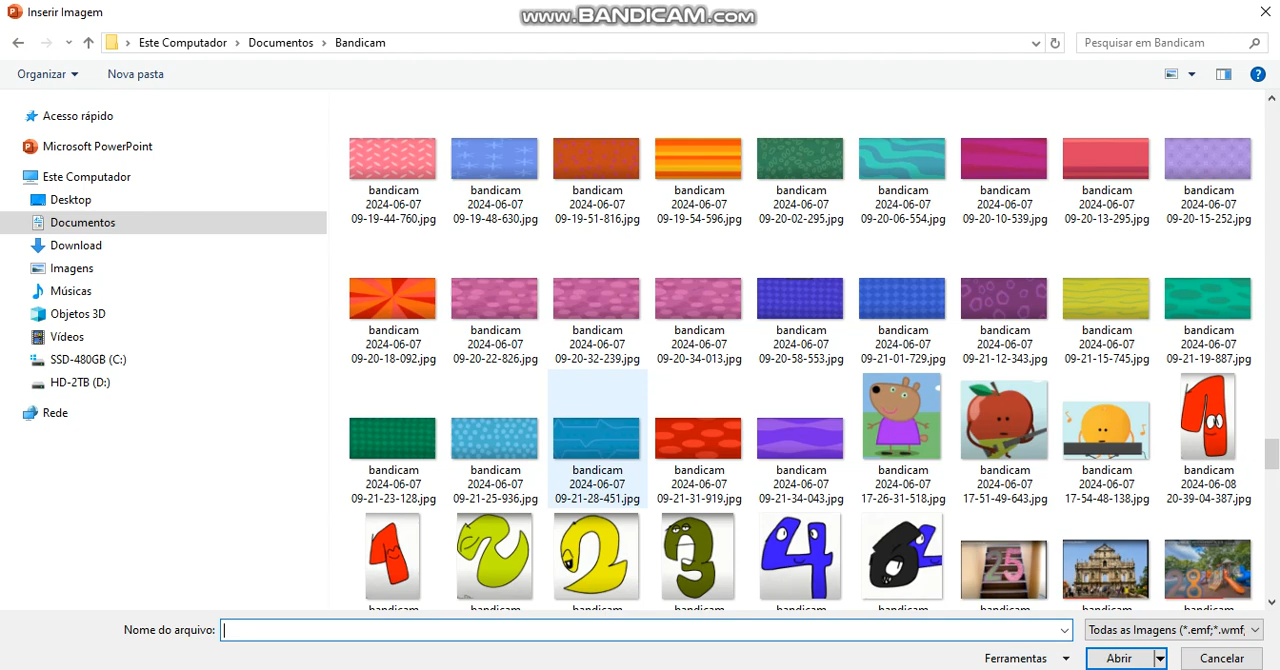 Inserir Imagem
www.BANDICAM.com
Este Computador > Documentos > Bandicam
Pesquisar em Bandicam
Organizar
Nova pasta
Acesso rápido
Microsoft PowerPoint
Este Computador
Desktop
Documentos
Download
Imagens
Músicas
Objetos 3D
Vídeos
SSD-480GB (C:)
HD-2TB (D:)
Rede
bandicam
2024-06-07
09-19-44-760.jpg
bandicam
2024-06-07
09-19-48-630.jpg
bandicam
2024-06-07
09-19-51-816.jpg
bandicam
2024-06-07
09-19-54-596.jpg
bandicam
2024-06-07
09-20-02-295.jpg
bandicam
2024-06-07
09-20-06-554.jpg
bandicam
2024-06-07
09-20-10-539.jpg
bandicam
2024-06-07
09-20-13-295.jpg
bandicam
2024-06-07
09-20-15-252.jpg
bandicam
2024-06-07
09-20-18-092.jpg
bandicam
2024-06-07
09-20-22-826.jpg
bandicam
2024-06-07
09-20-32-239.jpg
bandicam
2024-06-07
09-20-34-013.jpg
bandicam
2024-06-07
09-20-58-553.jpg
bandicam
2024-06-07
09-21-01-729.jpg
bandicam
2024-06-07
09-21-12-343.jpg
bandicam
2024-06-07
09-21-15-745.jpg
bandicam
2024-06-07
09-21-19-887.jpg
bandicam
2024-06-07
09-21-23-128.jpg
bandicam
2024-06-07
09-21-25-936.jpg
bandicam
2024-06-07
09-21-28-451.jpg
bandicam
2024-06-07
09-21-31-919.jpg
bandicam
2024-06-07
09-21-34-043.jpg
bandicam
2024-06-07
17-26-31-518.jpg
bandicam
2024-06-07
17-51-49-643.jpg
bandicam
2024-06-07
17-54-48-138.jpg
bandicam
2024-06-08
20-39-04-387.jpg
1
1
2
2
3
4
6
4
25
28
Nome do arquivo:
Todas as Imagens (*.emf;*.wmf,
Ferramentas
Abrir
Cancelar